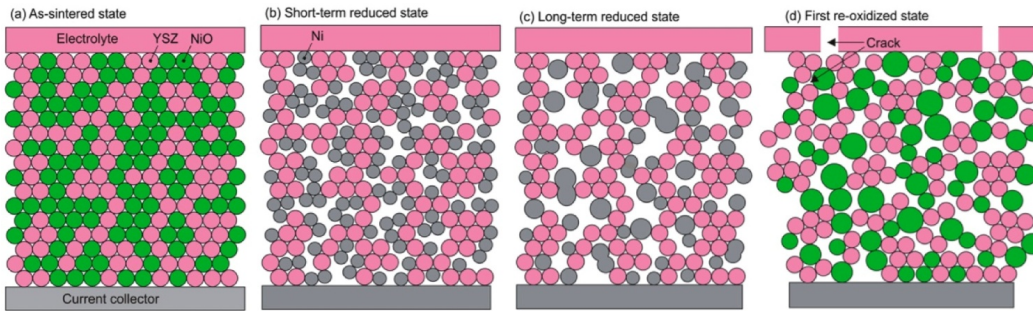 (a) As-sintered state
(b) Short-term reduced state
(c) Long-term reduced state
(d) First re-oxidized state
Electrolyte
YSZ
NiO
Ni
Crack
Current collector